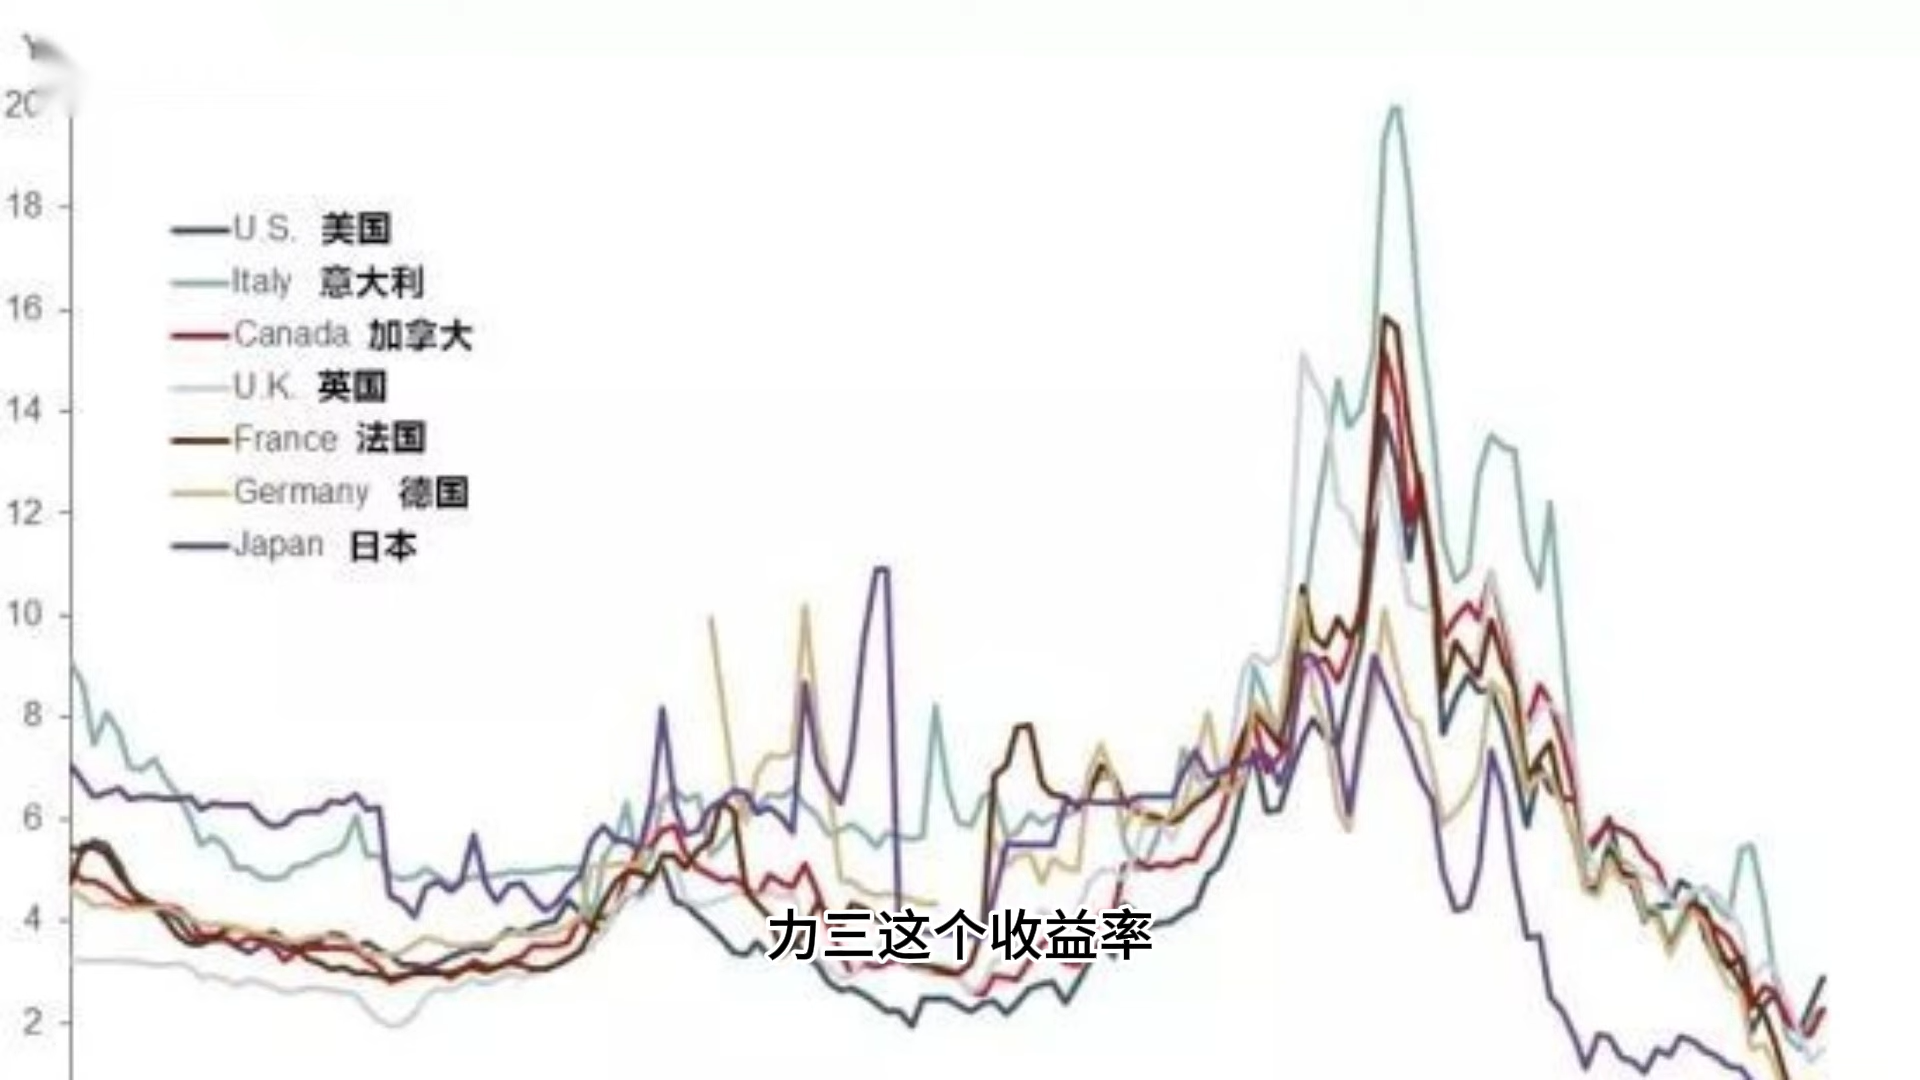 20
18
16
14
12
10
8
6
4
2
U.S. 美国
Italy 意大利
Canada 加拿大
U.K. 英国
France 法国
Germany 德国
Japan 日本
力三这个收益率